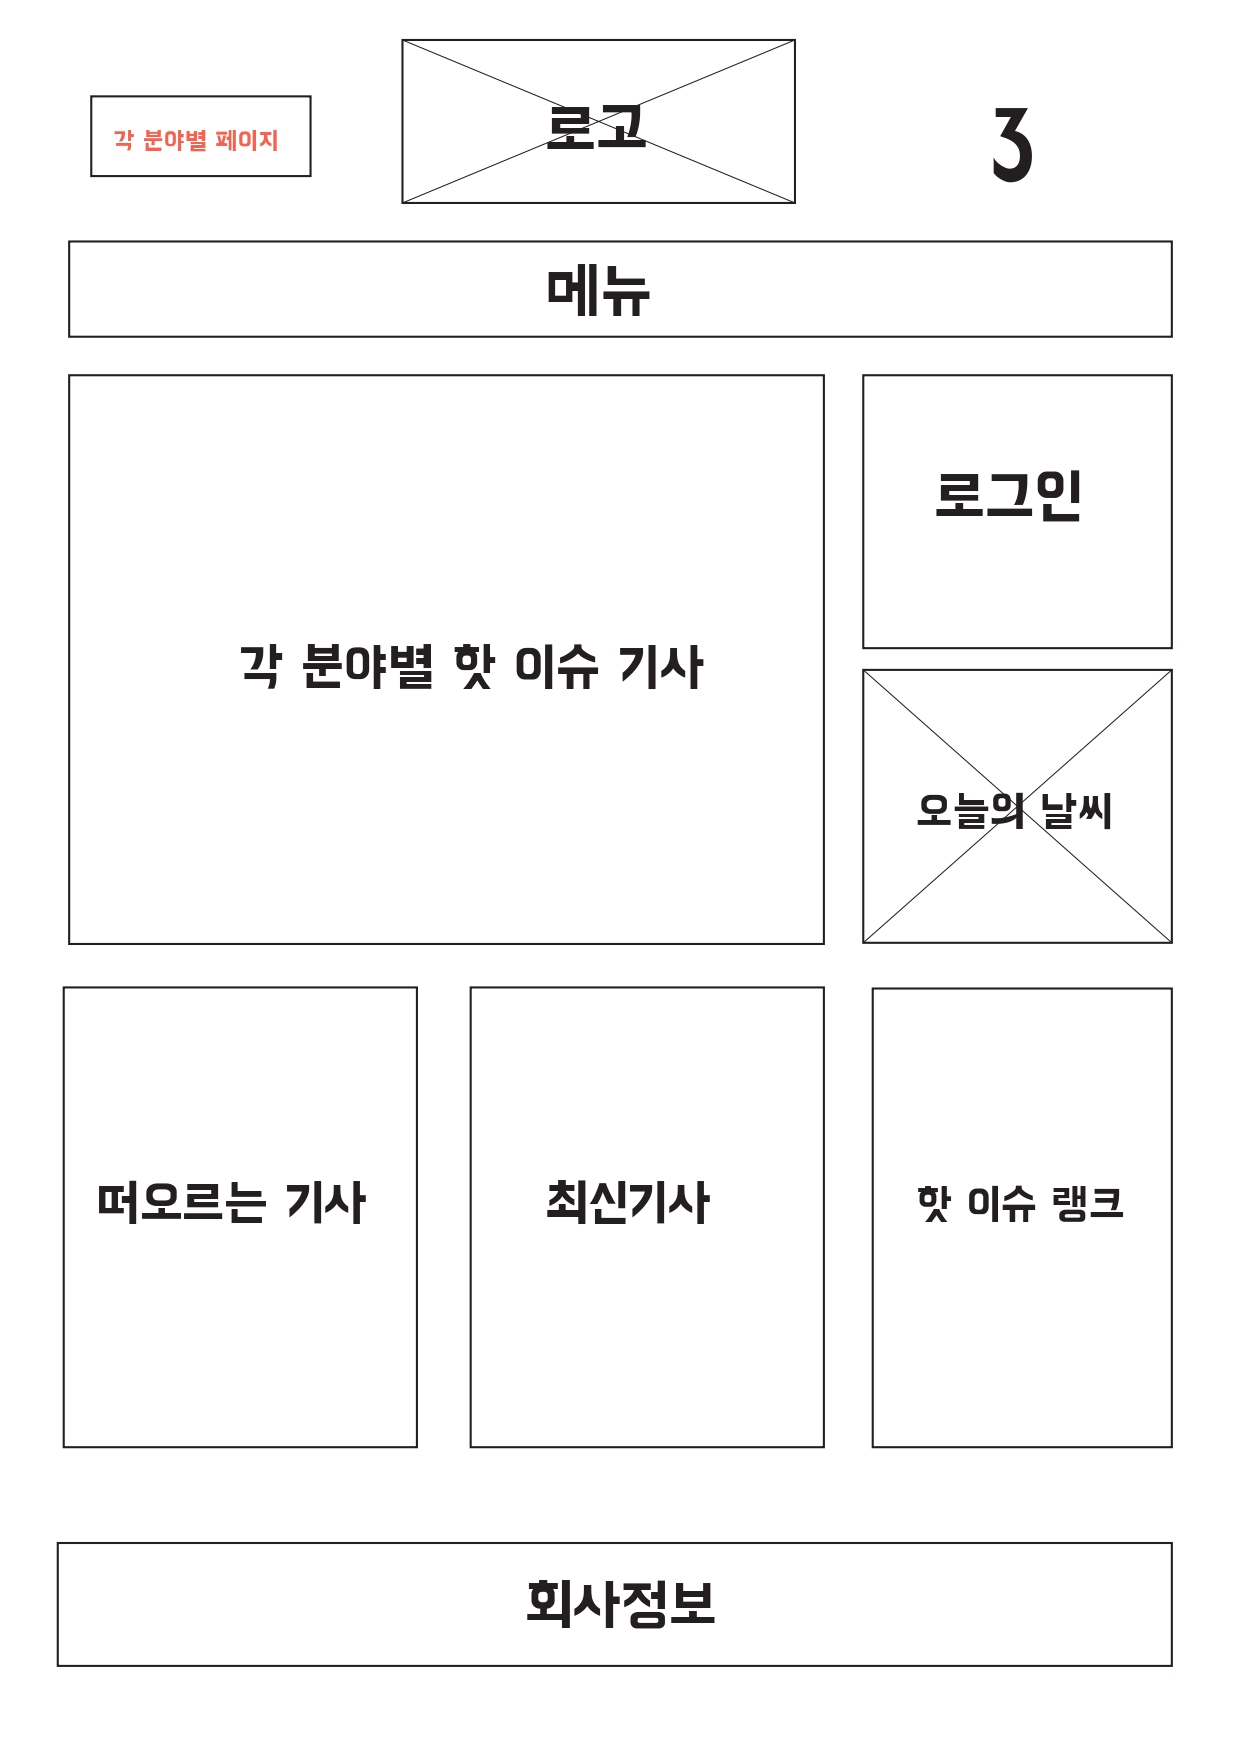 각 분야별 페이지
로고
3
메뉴
각 분야별 핫 이슈 기사
로그인
오늘의 날씨
떠오르는 기사
최신기사
핫 이슈 랭크
회사정보